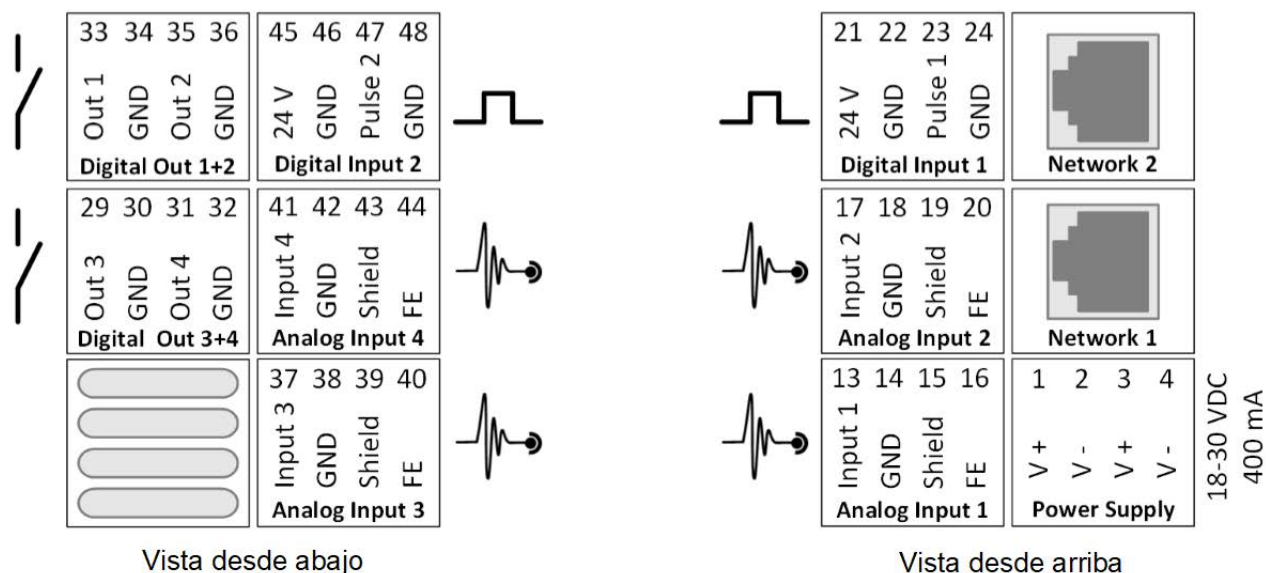 33 34 35 36
Out 1
GND
Out 2
GND
Digital Out 1+2
45 46 47 48
24 V
GND
Pulse 2
GND
Digital Input 2
29 30 31 32
Out 3
GND
Out 4
GND
Digital Out 3+4
41 42 43 44
Input 4
GND
Shield
FE
Analog Input 4
37 38 39 40
Input 3
GND
Shield
FE
Analog Input 3
Vista desde abajo
21 22 23 24
24 V
GND
Pulse 1
GND
Digital Input 1
Network 2
17 18 19 20
Input 2
GND
Shield
FE
Analog Input 2
Network 1
13 14 15 16
Input 1
GND
Shield
FE
Analog Input 1
1 2 3 4
V +
V -
V +
V -
Power Supply
18-30 VDC
400 mA
Vista desde arriba